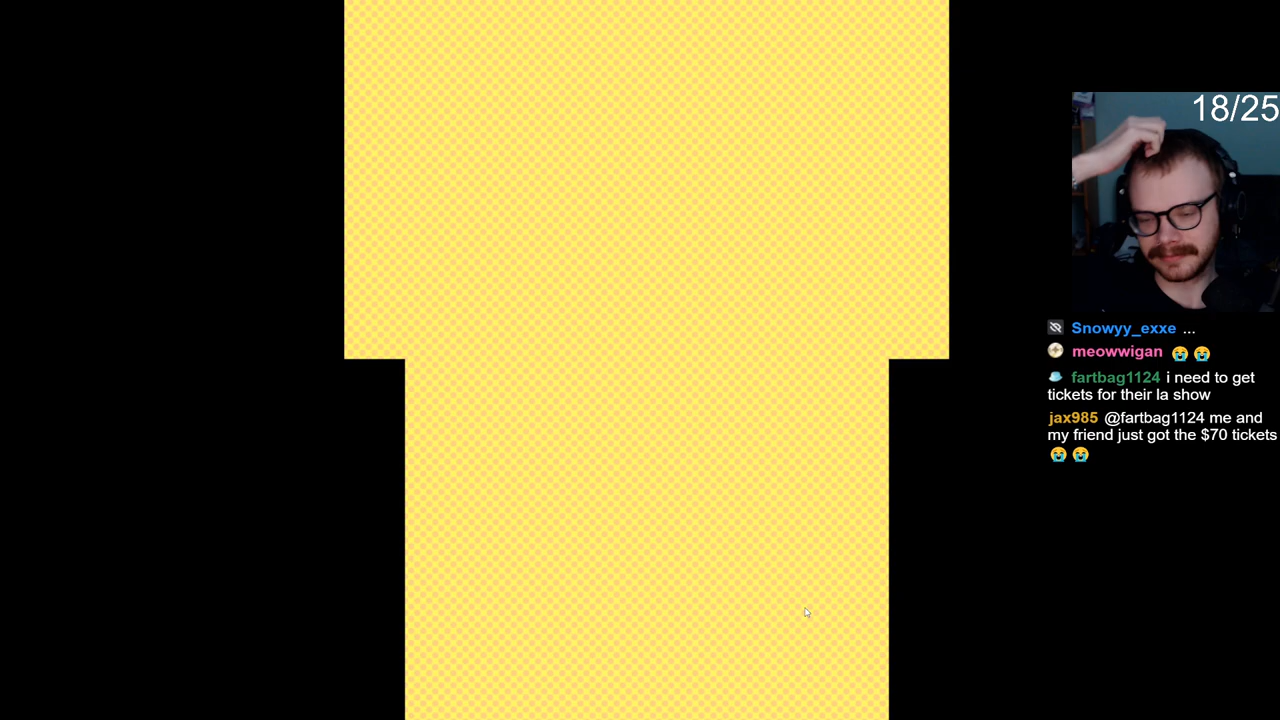 18/25
Snowyy_exxe ...
meowwigan 😭 😭
fartbag1124 i need to get
tickets for their la show
jax985 @fartbag1124 me and
my friend just got the $70 tickets
😭 😭